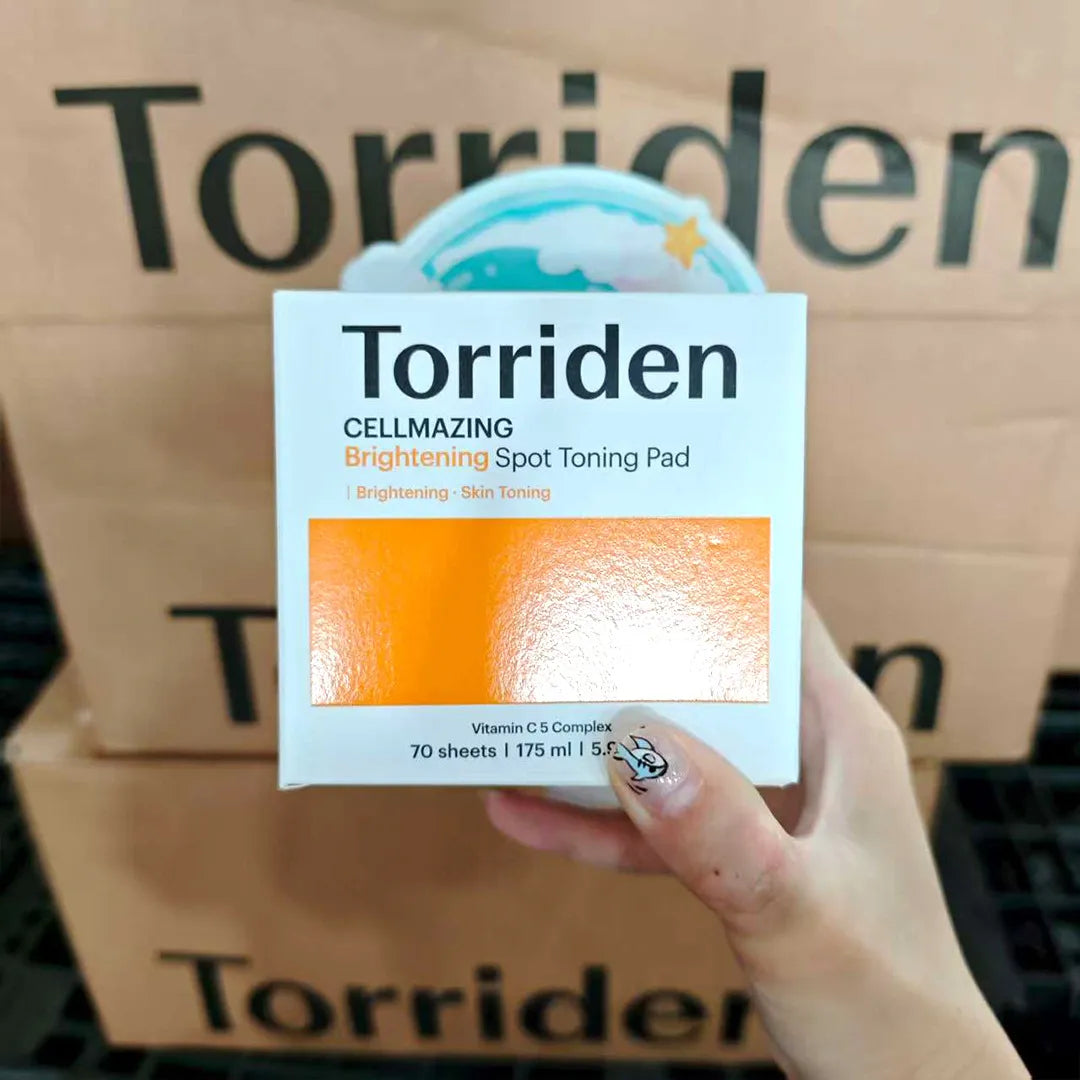 Torriden
Torriden
CELLMAZING
Brightening Spot Toning Pad
| Brightening · Skin Toning
Vitamin C 5 Complex
70 sheets | 175 ml |
Torriden